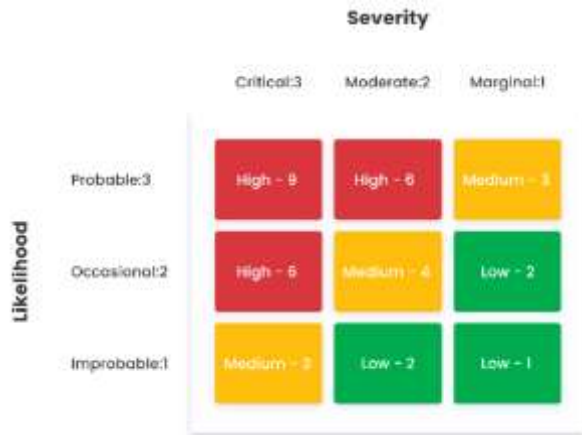 Severity
Critical:3 Moderate:2 Marginal:1
Likelihood
Probable:3 High - 9 High - 6 Medium - 3
Occasional:2 High - 6 Medium - 4 Low - 2
Improbable:1 Medium - 3 Low - 2 Low - 1